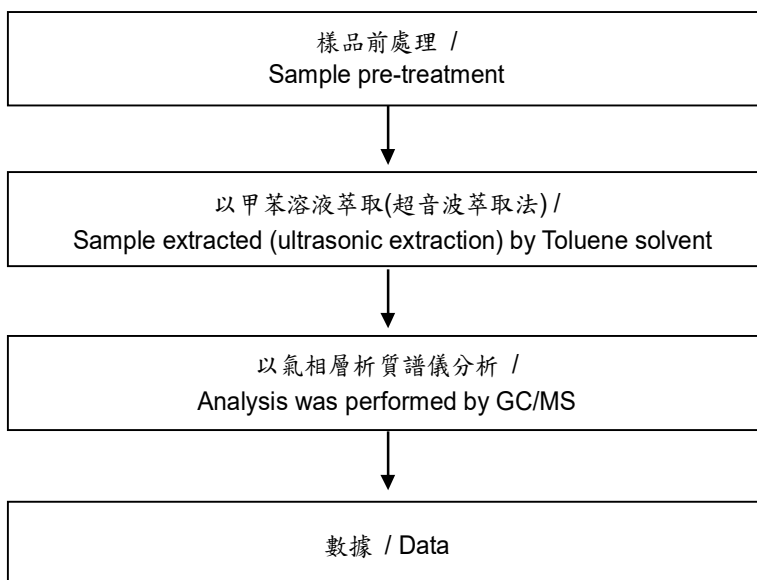 樣品前處理 /
Sample pre-treatment
以甲苯溶液萃取(超音波萃取法) /
Sample extracted (ultrasonic extraction) by Toluene solvent
以氣相層析質譜儀分析 /
Analysis was performed by GC/MS
數據 / Data